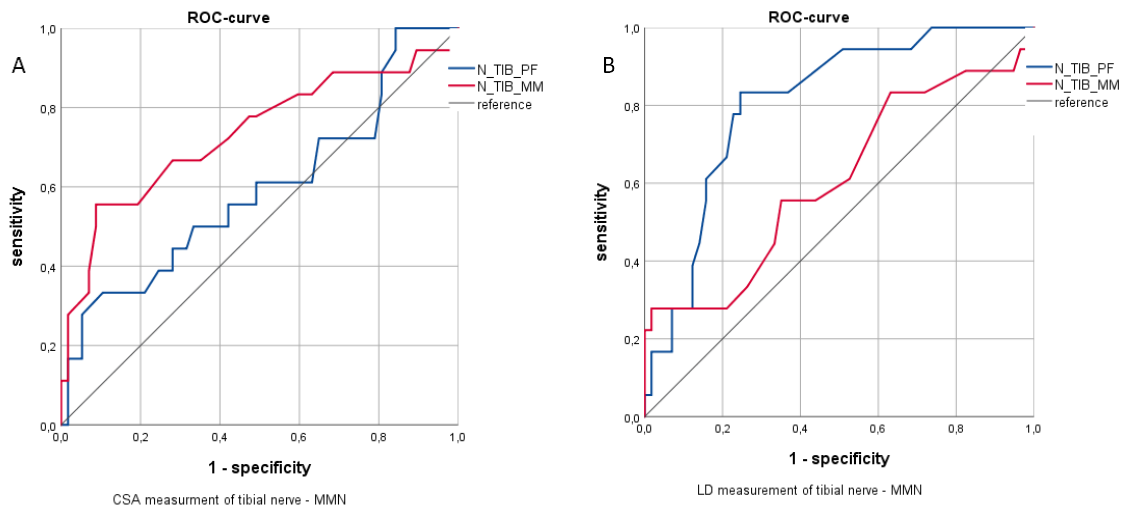 A
ROC-curve
N_TIB_PF
N_TIB_MM
reference
1,0
0,8
0,6
0,4
0,2
0,0
sensitivity
0,0 0,2 0,4 0,6 0,8 1,0
1 - specificity
CSA measurment of tibial nerve - MMN
B
ROC-curve
N_TIB_PF
N_TIB_MM
reference
1,0
0,8
0,6
0,4
0,2
0,0
sensitivity
0,0 0,2 0,4 0,6 0,8 1,0
1 - specificity
LD measurement of tibial nerve - MMN